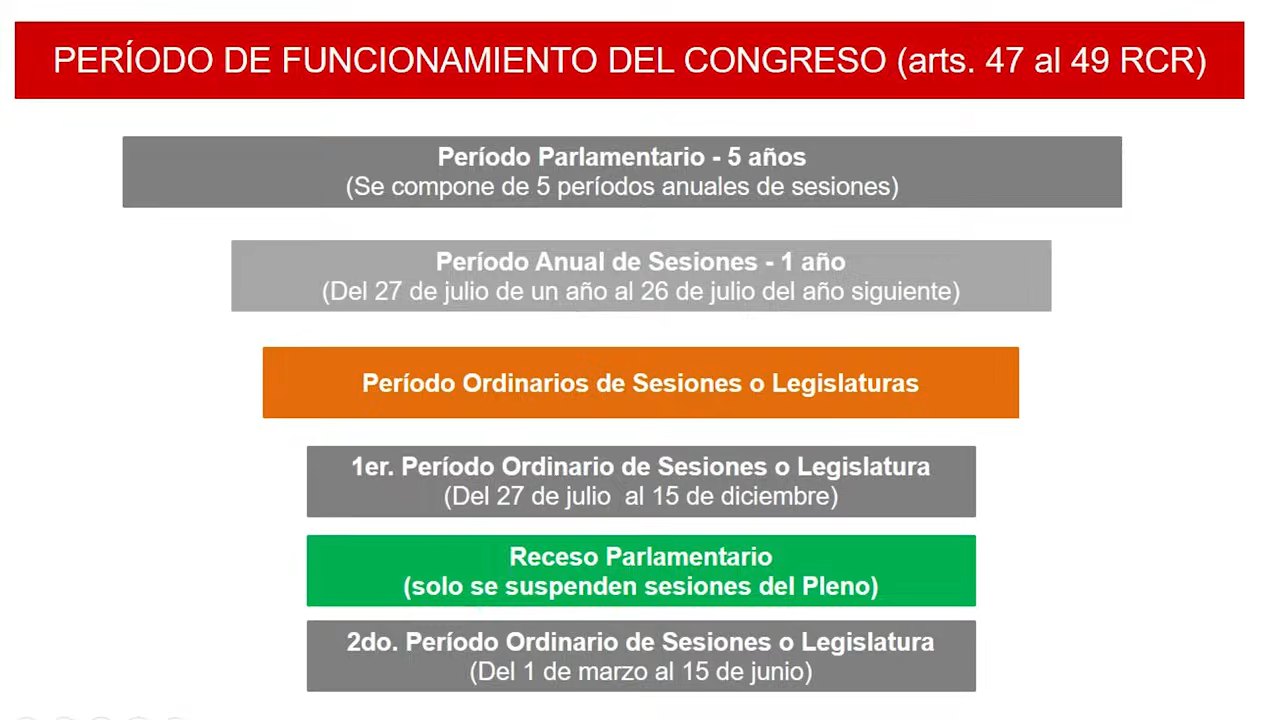 PERÍODO DE FUNCIONAMIENTO DEL CONGRESO (arts. 47 al 49 RCR)
Período Parlamentario - 5 años
(Se compone de 5 períodos anuales de sesiones)
Período Anual de Sesiones - 1 año
(Del 27 de julio de un año al 26 de julio del año siguiente)
Período Ordinarios de Sesiones o Legislaturas
1er. Período Ordinario de Sesiones o Legislatura
(Del 27 de julio  al 15 de diciembre)
Receso Parlamentario
(solo se suspenden sesiones del Pleno)
2do. Período Ordinario de Sesiones o Legislatura
(Del 1 de marzo al 15 de junio)